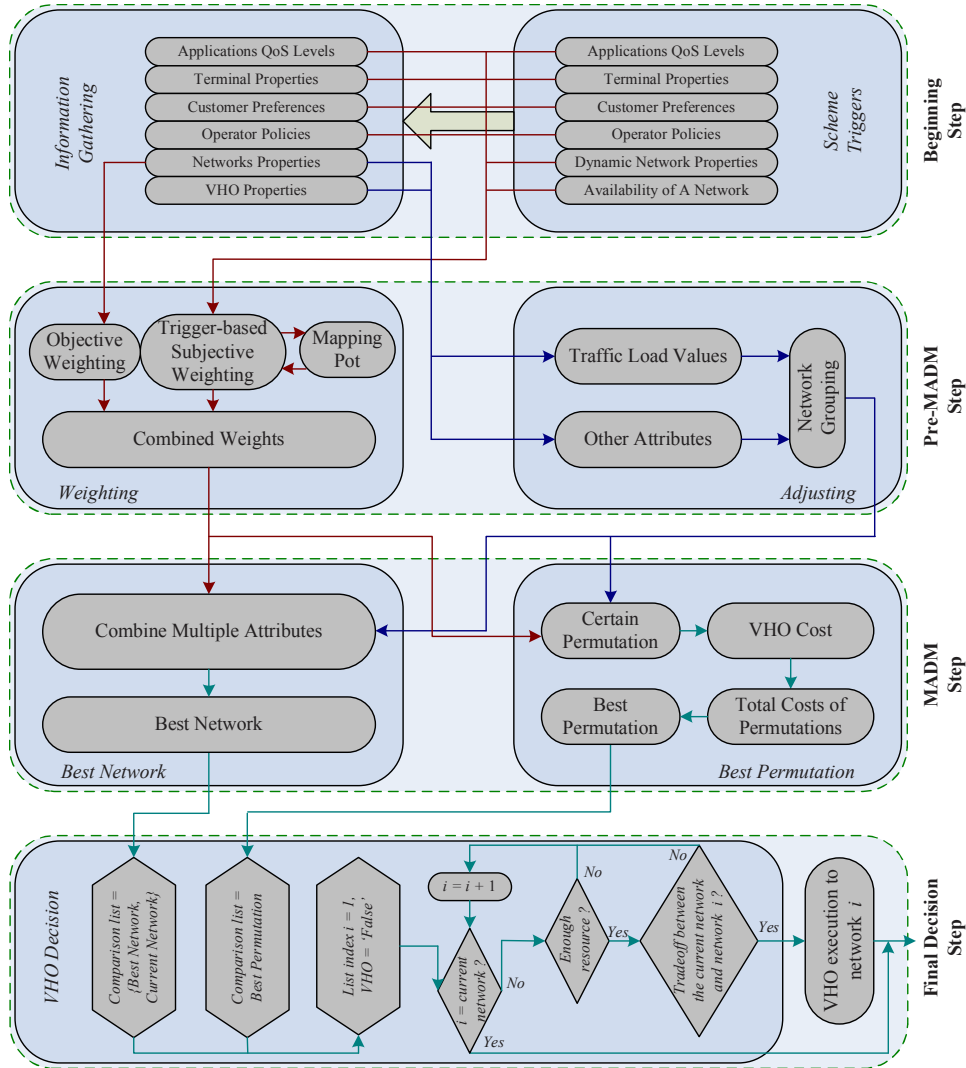 Information
Gathering
Applications QoS Levels
Terminal Properties
Customer Preferences
Operator Policies
Networks Properties
VHO Properties
Applications QoS Levels
Terminal Properties
Customer Preferences
Operator Policies
Dynamic Network Properties
Availability of A Network
Scheme
Triggers
Beginning
Step
Objective
Weighting
Trigger-based
Subjective
Weighting
Mapping
Pot
Combined Weights
Weighting
Traffic Load Values
Other Attributes
Network
Grouping
Adjusting
Pre-MADM
Step
Combine Multiple Attributes
Best Network
Best Network
Certain
Permutation
VHO Cost
Best
Permutation
Total Costs of
Permutations
Best Permutation
MADM
Step
VHO Decision
Comparison list =
{Best Network,
Current Network}
Comparison list =
Best Permutation
List index i = 1,
VHO = 'False'
i = i + 1
i = current
network ?
No
Yes
Enough
resource ?
No
Yes
Tradeoff between
the current network
and network i ?
No
Yes
VHO execution to
network i
Final Decision
Step